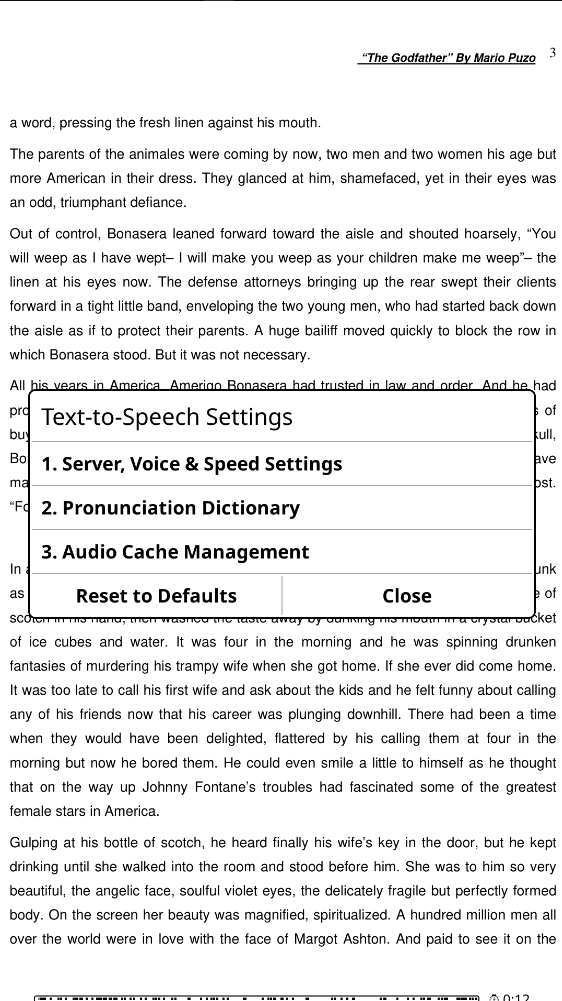 “The Godfather” By Mario Puzo 3
a word, pressing the fresh linen against his mouth.
The parents of the animales were coming by now, two men and two women his age but
more American in their dress. They glanced at him, shamefaced, yet in their eyes was
an odd, triumphant defiance.
Out of control, Bonasera leaned forward toward the aisle and shouted hoarsely, “You
will weep as I have wept– I will make you weep as your children make me weep”– the
linen at his eyes now. The defense attorneys bringing up the rear swept their clients
forward in a tight little band, enveloping the two young men, who had started back down
the aisle as if to protect their parents. A huge bailiff moved quickly to block the row in
which Bonasera stood. But it was not necessary.
All his years in America, Amerigo Bonasera had trusted in law and order. And he had
Text-to-Speech Settings
1. Server, Voice & Speed Settings
2. Pronunciation Dictionary
3. Audio Cache Management
Reset to Defaults Close
scotch in his hand, then washed the taste away by dunking his mouth in a crystal bucket
of ice cubes and water. It was four in the morning and he was spinning drunken
fantasies of murdering his trampy wife when she got home. If she ever did come home.
It was too late to call his first wife and ask about the kids and he felt funny about calling
any of his friends now that his career was plunging downhill. There had been a time
when they would have been delighted, flattered by his calling them at four in the
morning but now he bored them. He could even smile a little to himself as he thought
that on the way up Johnny Fontane’s troubles had fascinated some of the greatest
female stars in America.
Gulping at his bottle of scotch, he heard finally his wife’s key in the door, but he kept
drinking until she walked into the room and stood before him. She was to him so very
beautiful, the angelic face, soulful violet eyes, the delicately fragile but perfectly formed
body. On the screen her beauty was magnified, spiritualized. A hundred million men all
over the world were in love with the face of Margot Ashton. And paid to see it on the
0:12